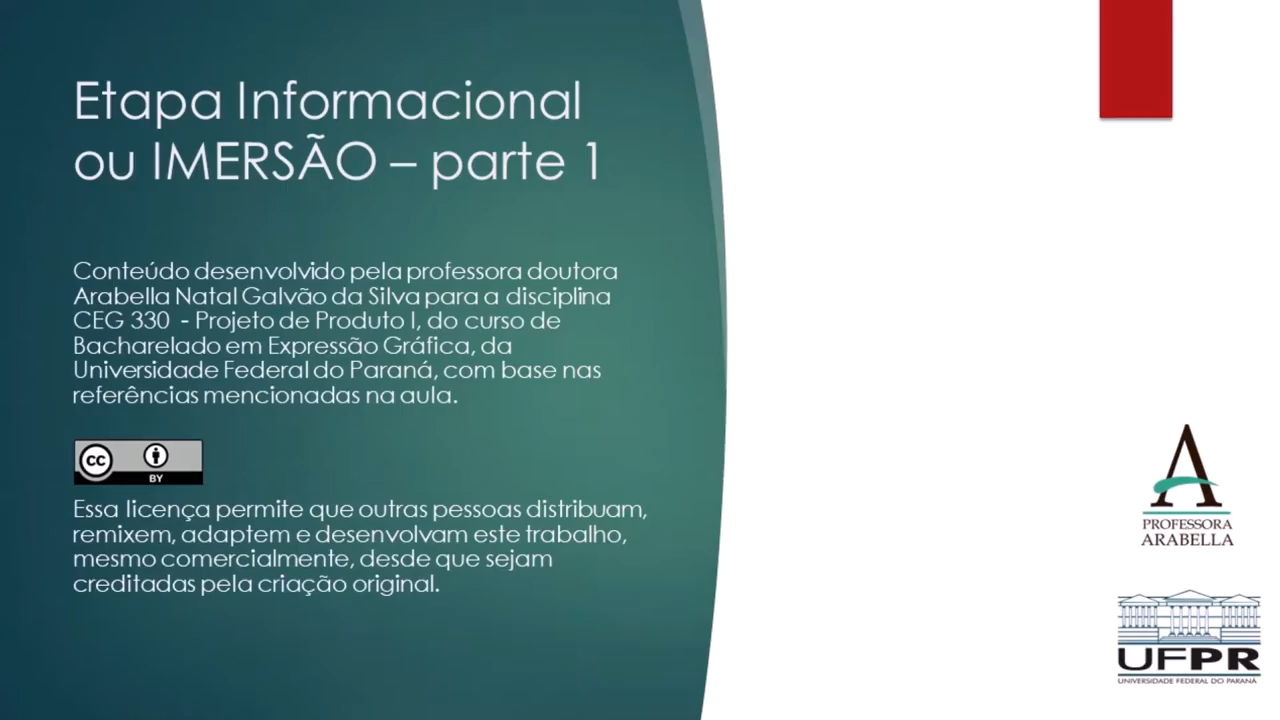 Etapa Informacional
ou IMERSÃO – parte 1
Conteúdo desenvolvido pela professora doutora
Arabella Natal Galvão da Silva para a disciplina
CEG 330 - Projeto de Produto I, do curso de
Bacharelado em Expressão Gráfica, da
Universidade Federal do Paraná, com base nas
referências mencionadas na aula.
cc
BY
Essa licença permite que outras pessoas distribuam,
remixem, adaptem e desenvolvam este trabalho,
mesmo comercialmente, desde que sejam
creditadas pela criação original.
A
PROFESSORA
ARABELLA
UFPR
UNIVERSIDADE FEDERAL DO PARANÁ